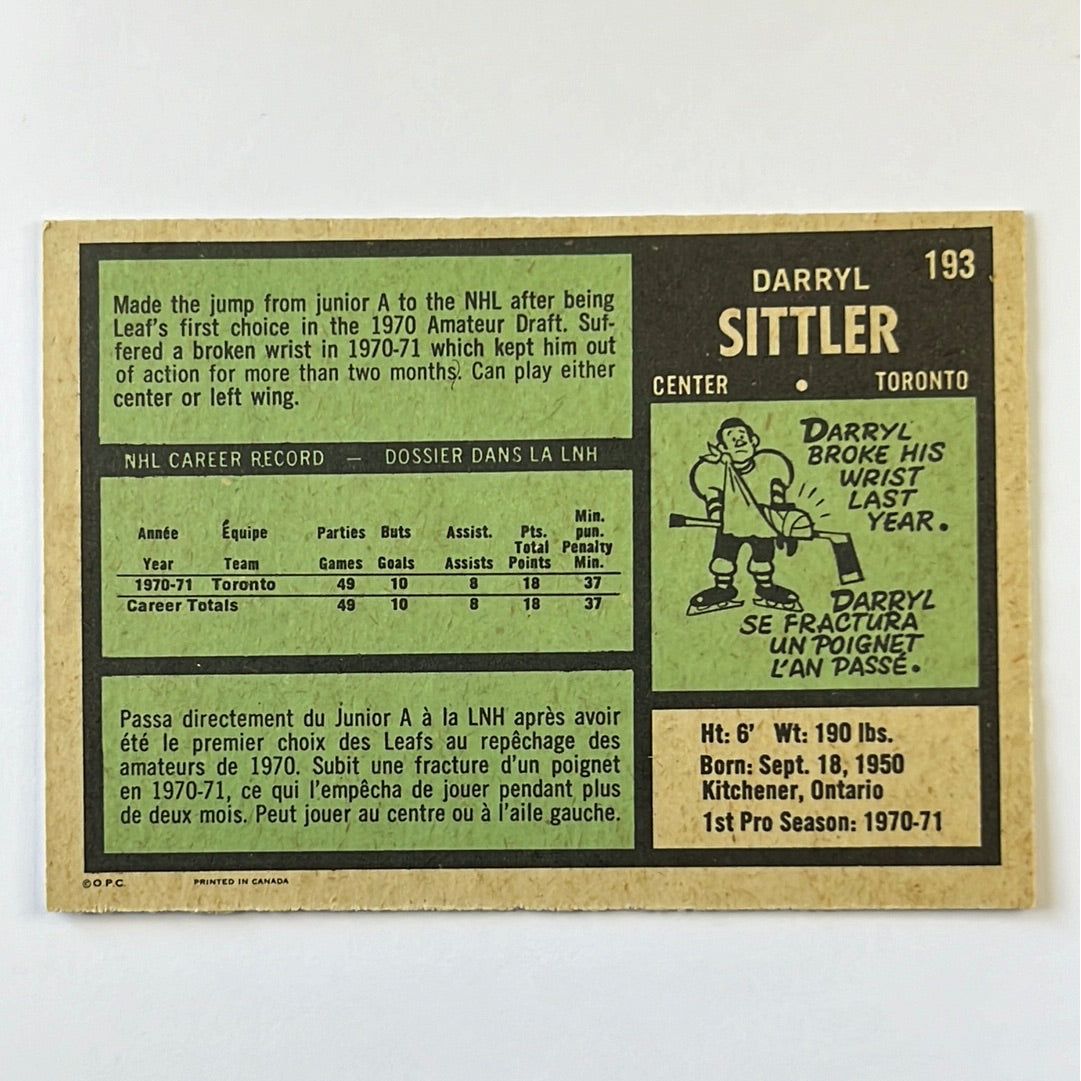 Made the jump from junior A to the NHL after being
Leaf's first choice in the 1970 Amateur Draft. Suf-
fered a broken wrist in 1970-71 which kept him out
of action for more than two months. Can play either
center or left wing.
NHL CAREER RECORD — DOSSIER DANS LA LNH
Année Équipe Parties Buts Assist. Pts. Min. pun.
Year Team Games Goals Assists Total Points Penalty Min.
1970-71 Toronto 49 10 8 18 37
Career Totals 49 10 8 18 37
Passa directement du Junior A à la LNH après avoir
été le premier choix des Leafs au repêchage des
amateurs de 1970. Subit une fracture d'un poignet
en 1970-71, ce qui l'empêcha de jouer pendant plus
de deux mois. Peut jouer au centre ou à l'aile gauche.
193
DARRYL
SITTLER
CENTER • TORONTO
DARRYL
BROKE HIS
WRIST
LAST
YEAR.
DARRYL
SE FRACTURA
UN POIGNET
L'AN PASSÉ.
Ht: 6' Wt: 190 lbs.
Born: Sept. 18, 1950
Kitchener, Ontario
1st Pro Season: 1970-71
© O.P.C. PRINTED IN CANADA